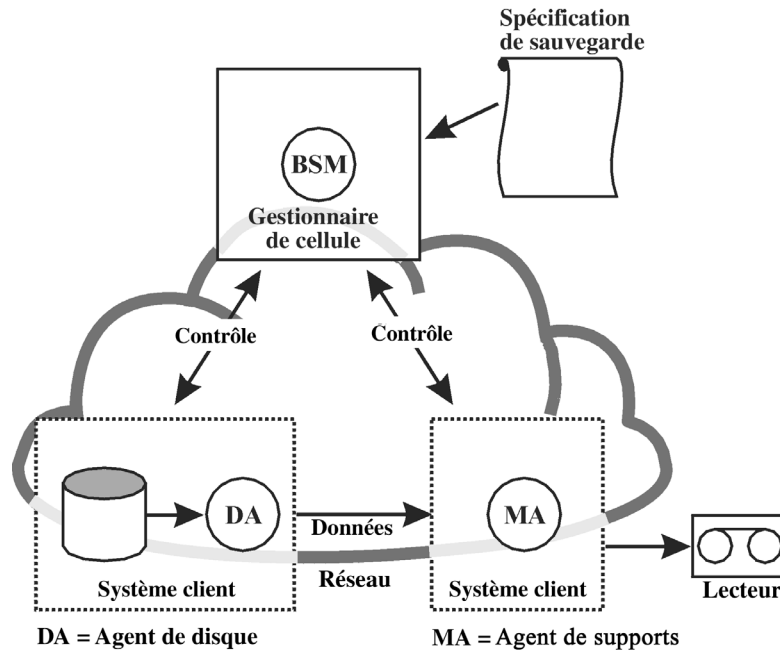 Spécification
de sauvegarde
BSM
Gestionnaire
de cellule
Contrôle
Contrôle
DA
Données
MA
Système client
Réseau
Système client
Lecteur
DA = Agent de disque
MA = Agent de supports